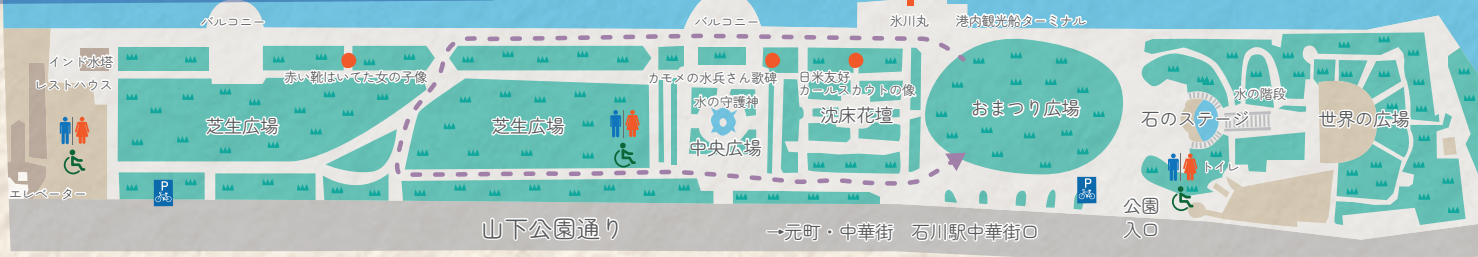 バルコニー
バルコニー
氷川丸
港内観光船ターミナル
インド水塔
レストハウス
赤い靴はいてた女の子像
カモメの水兵さん歌碑
日米友好
ガールスカウトの像
水の守護神
水の階段
芝生広場
芝生広場
中央広場
沈床花壇
おまつり広場
石のステージ
世界の広場
トイレ
エレベーター
P
P
公園
入口
山下公園通り
→元町・中華街 石川駅中華街口